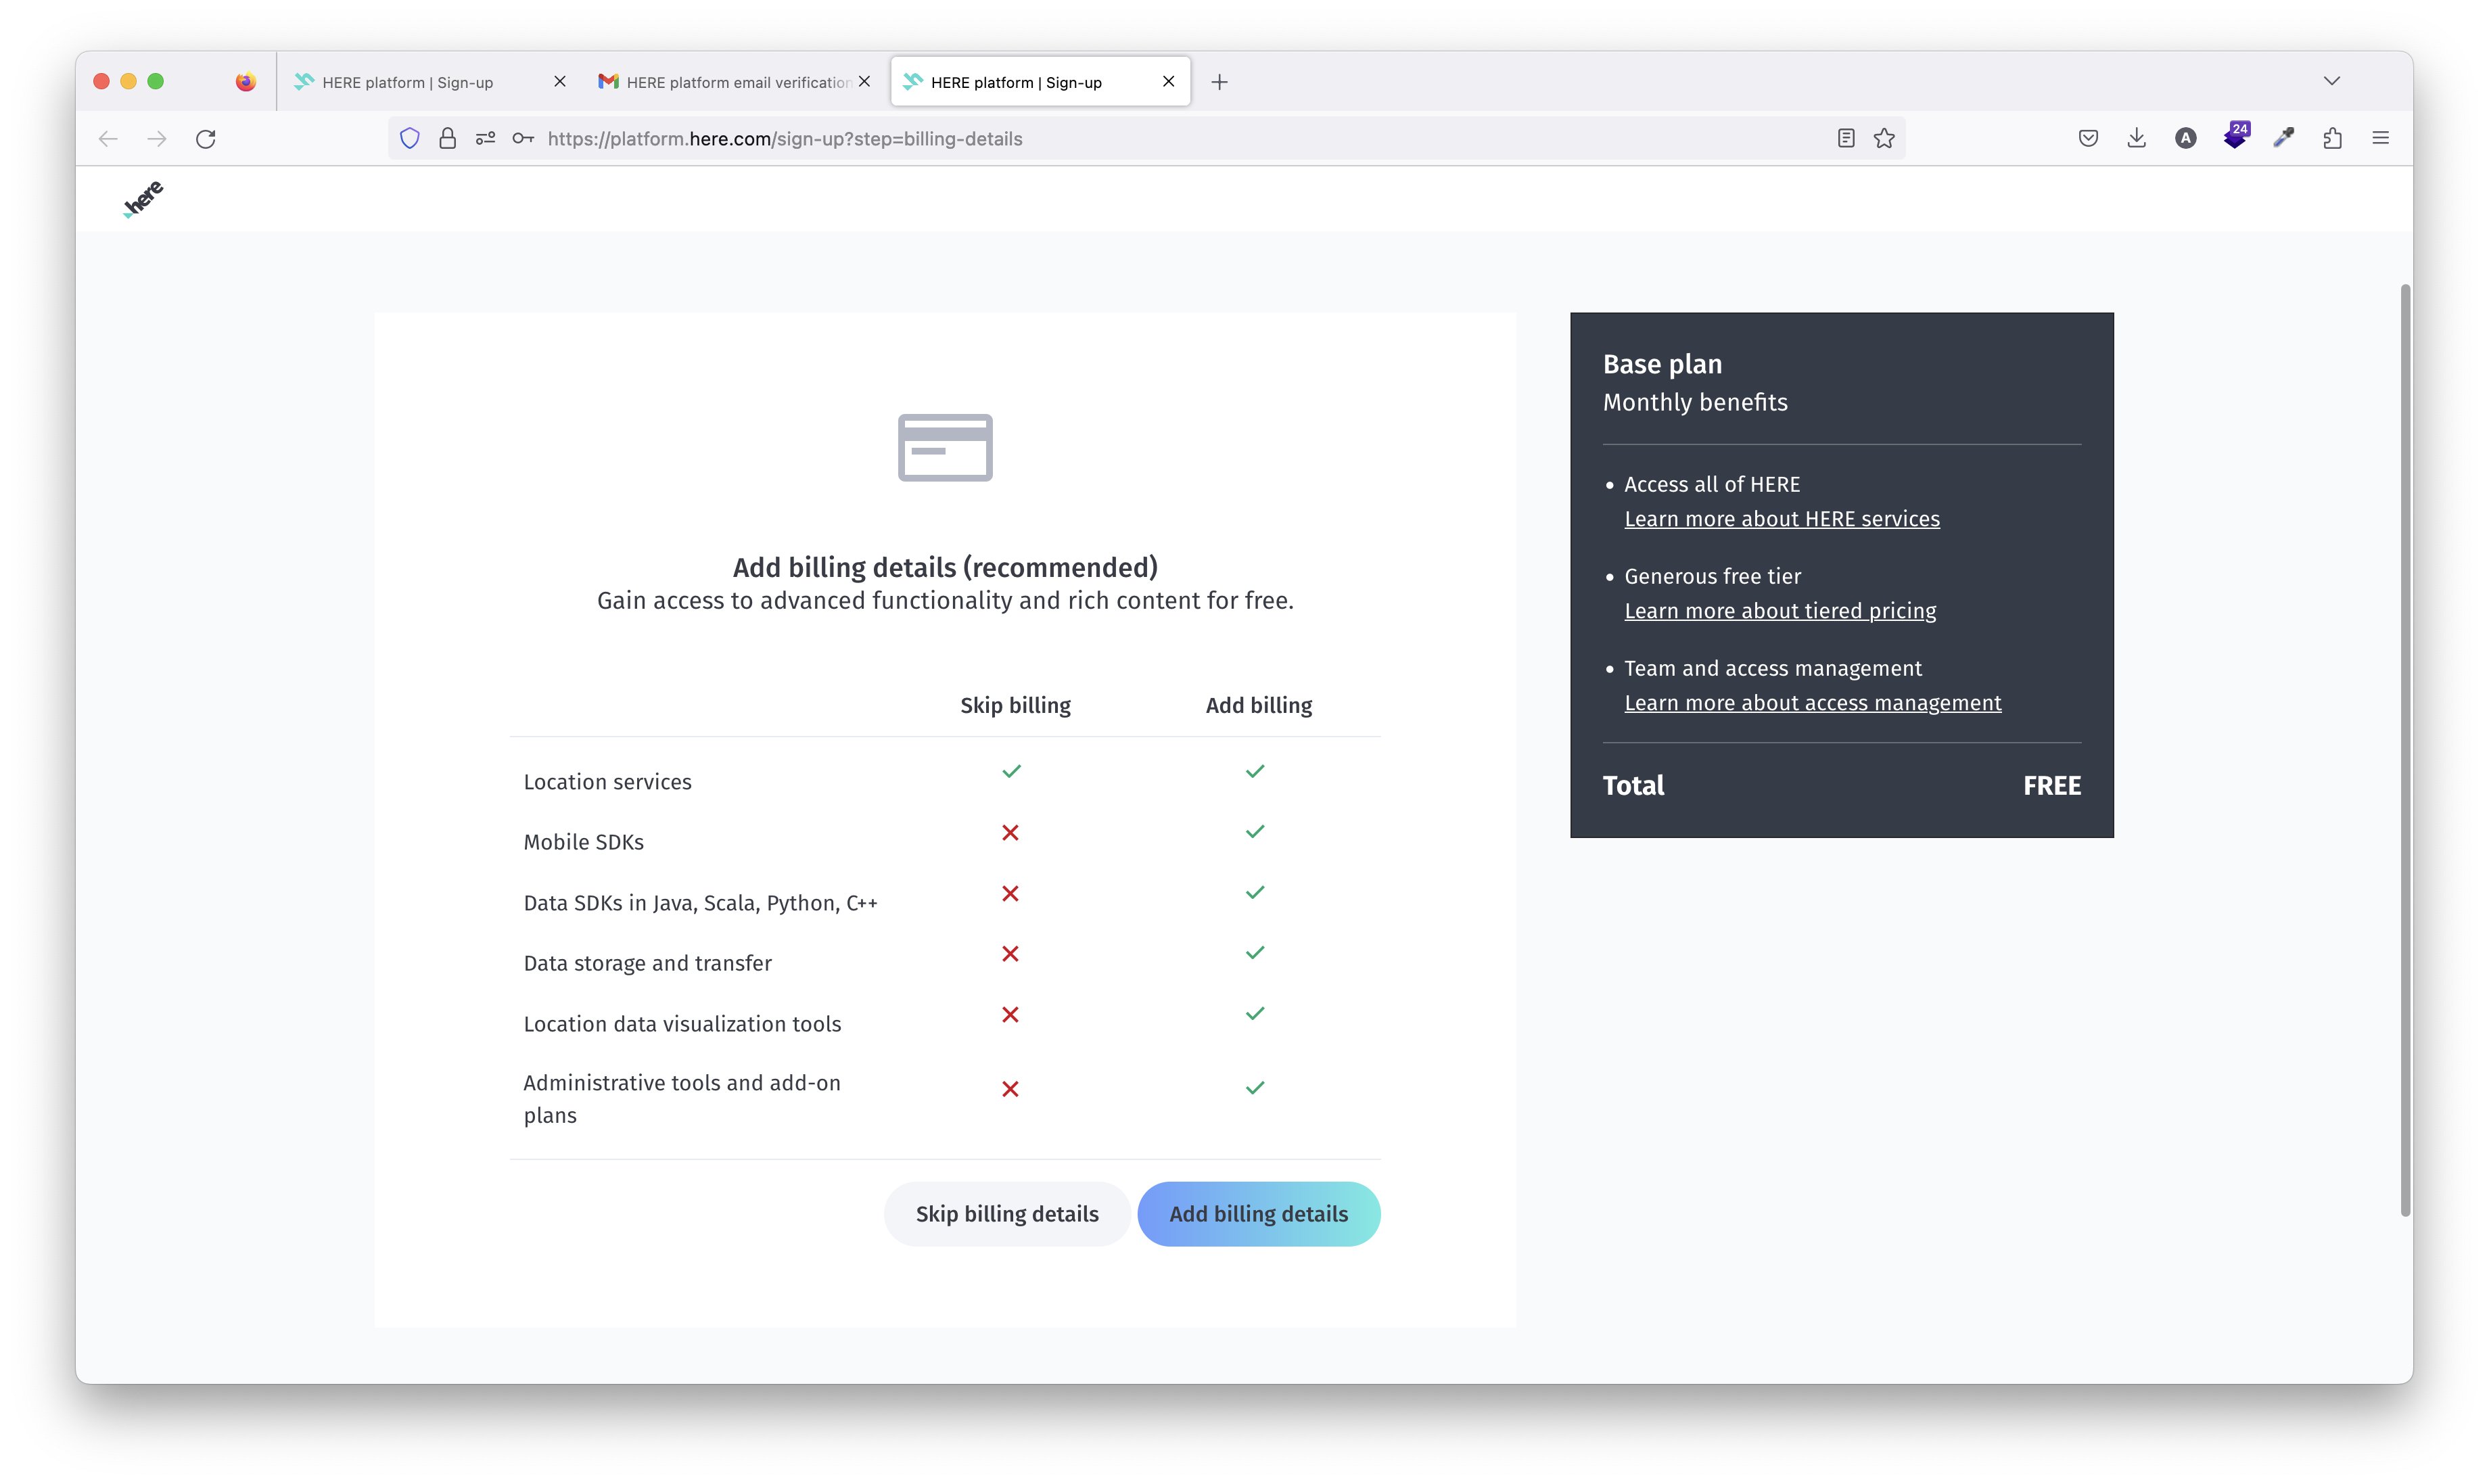 HERE platform | Sign-up
HERE platform email verification
HERE platform | Sign-up
https://platform.here.com/sign-up?step=billing-details
A
24
here
Add billing details (recommended)
Gain access to advanced functionality and rich content for free.
Skip billing Add billing
Location services
Mobile SDKs
Data SDKs in Java, Scala, Python, C++
Data storage and transfer
Location data visualization tools
Administrative tools and add-on
plans
Skip billing details Add billing details
Base plan
Monthly benefits
• Access all of HERE
Learn more about HERE services
• Generous free tier
Learn more about tiered pricing
• Team and access management
Learn more about access management
Total FREE